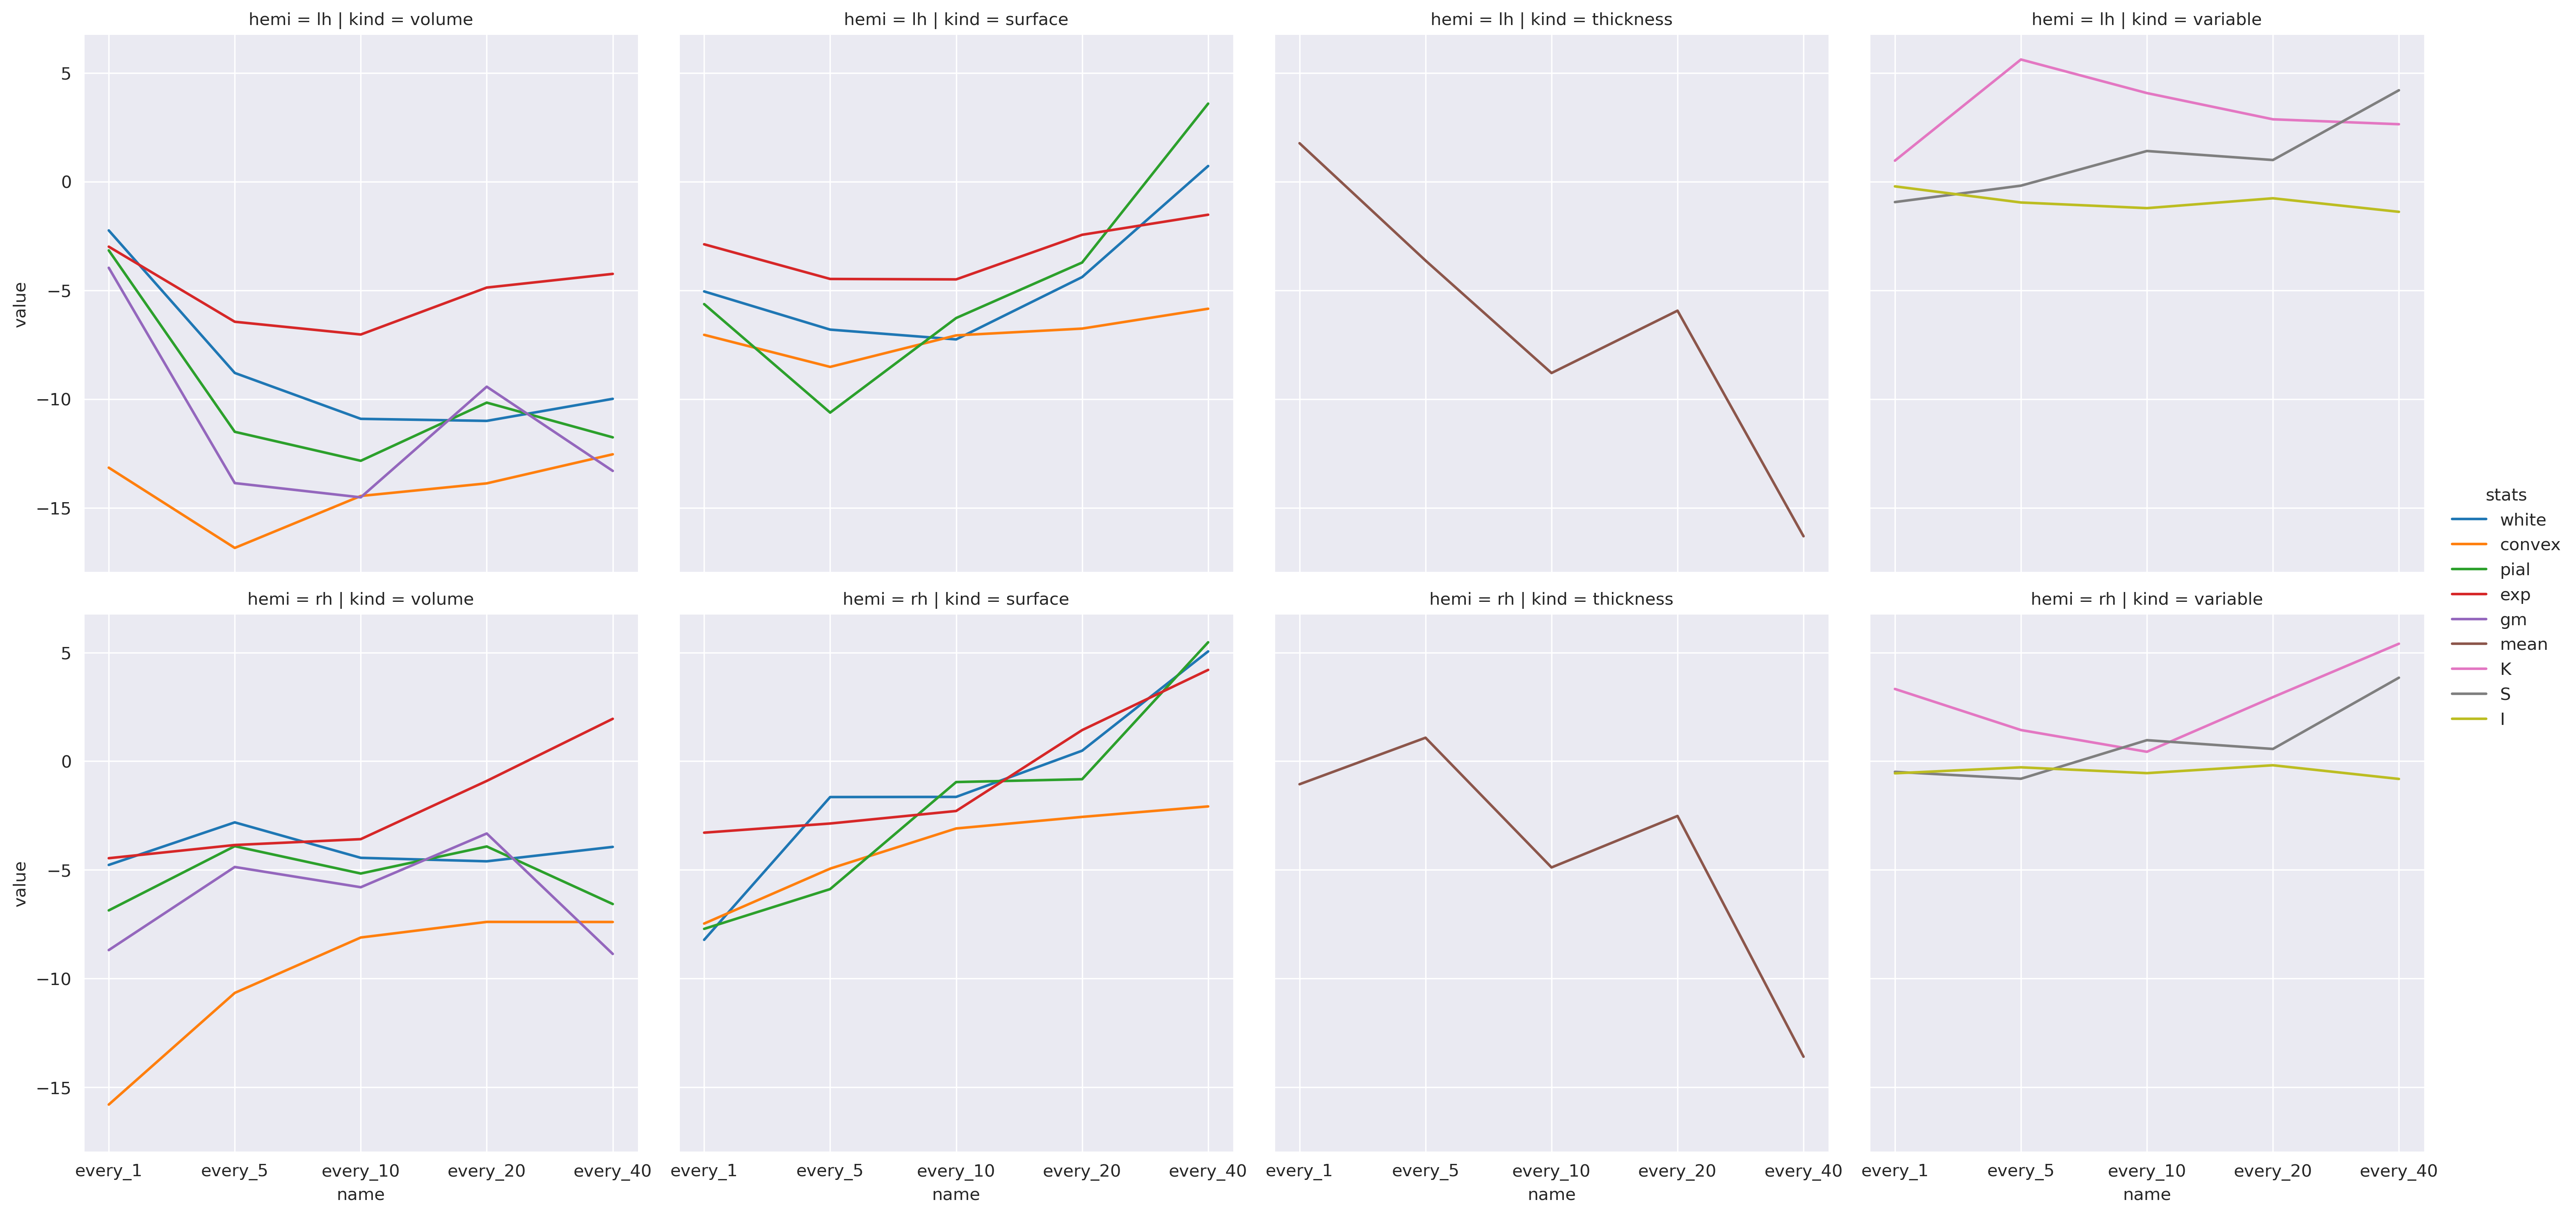 hemi = lh | kind = volume
hemi = lh | kind = surface
hemi = lh | kind = thickness
hemi = lh | kind = variable
5
0
−5
−10
−15
value
hemi = rh | kind = volume
hemi = rh | kind = surface
hemi = rh | kind = thickness
hemi = rh | kind = variable
5
0
−5
−10
−15
value
every_1 every_5 every_10 every_20 every_40
name
every_1 every_5 every_10 every_20 every_40
name
every_1 every_5 every_10 every_20 every_40
name
every_1 every_5 every_10 every_20 every_40
name
stats
white
convex
pial
exp
gm
mean
K
S
I